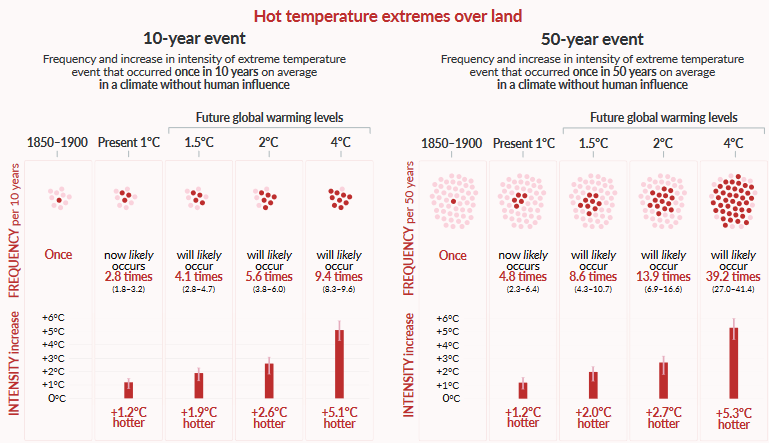 Hot temperature extremes over land
10-year event
Frequency and increase in intensity of extreme temperature
event that occurred once in 10 years on average
in a climate without human influence
Future global warming levels
1850–1900 Present 1°C 1.5°C 2°C 4°C
FREQUENCY per 10 years
Once
now likely
occurs
2.8 times
(1.8–3.2)
will likely
occur
4.1 times
(2.8–4.7)
will likely
occur
5.6 times
(3.8–6.0)
will likely
occur
9.4 times
(8.3–9.6)
INTENSITY increase
+6°C
+5°C
+4°C
+3°C
+2°C
+1°C
0°C
+1.2°C
hotter
+1.9°C
hotter
+2.6°C
hotter
+5.1°C
hotter
50-year event
Frequency and increase in intensity of extreme temperature
event that occurred once in 50 years on average
in a climate without human influence
Future global warming levels
1850–1900 Present 1°C 1.5°C 2°C 4°C
FREQUENCY per 50 years
Once
now likely
occurs
4.8 times
(2.3–6.4)
will likely
occur
8.6 times
(4.3–10.7)
will likely
occur
13.9 times
(6.9–16.6)
will likely
occur
39.2 times
(27.0–41.4)
INTENSITY increase
+6°C
+5°C
+4°C
+3°C
+2°C
+1°C
0°C
+1.2°C
hotter
+2.0°C
hotter
+2.7°C
hotter
+5.3°C
hotter